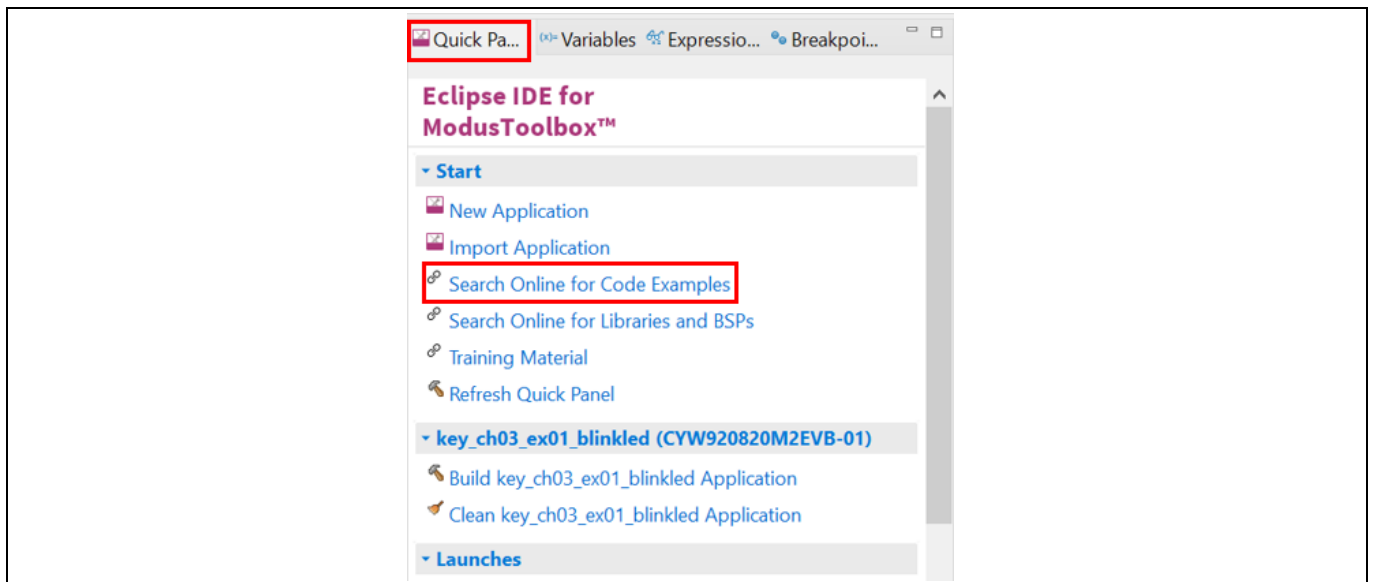 Quick Pa... (x)= Variables Expressio... Breakpoi...
Eclipse IDE for
ModusToolbox™
Start
New Application
Import Application
Search Online for Code Examples
Search Online for Libraries and BSPs
Training Material
Refresh Quick Panel
key_ch03_ex01_blinkled (CYW920820M2EVB-01)
Build key_ch03_ex01_blinkled Application
Clean key_ch03_ex01_blinkled Application
Launches